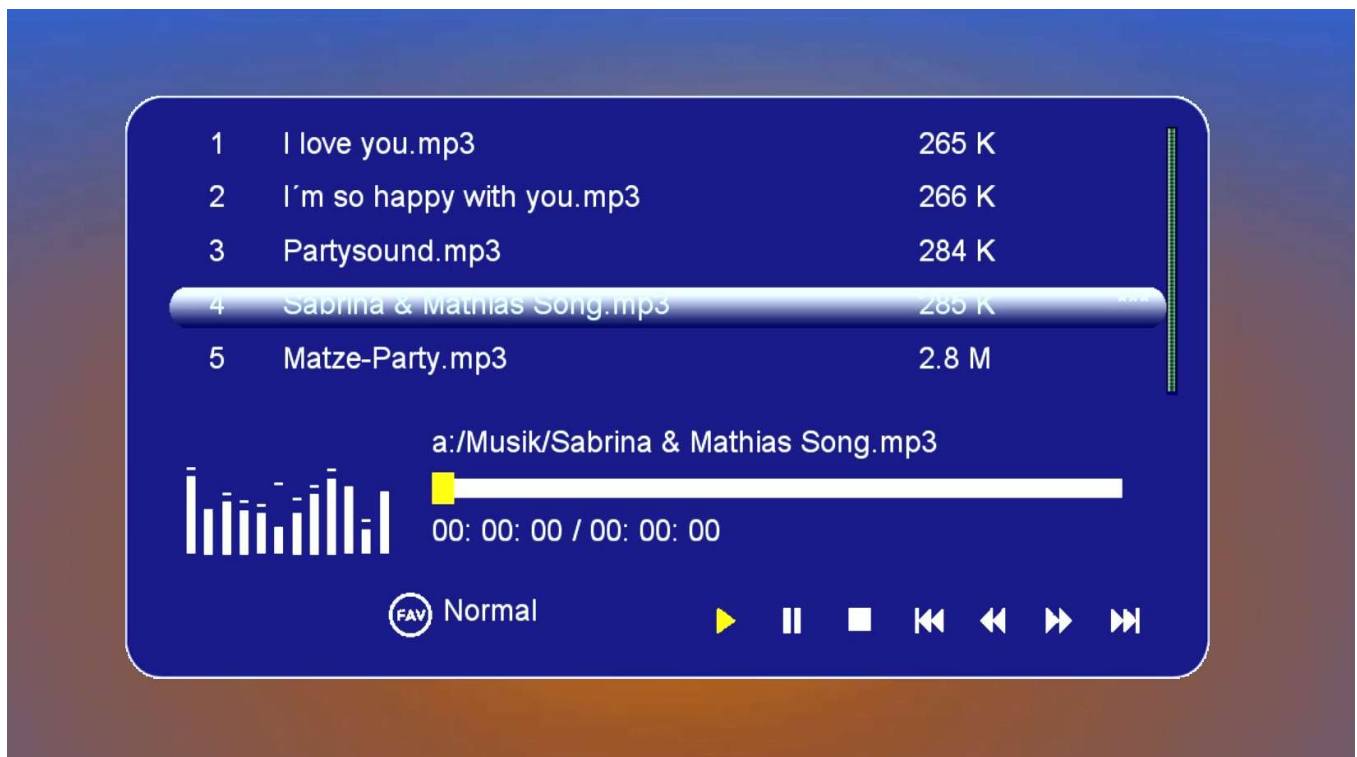 1 I love you.mp3 265 K
2 I´m so happy with you.mp3 266 K
3 Partysound.mp3 284 K
4 Sabrina & Mathias Song.mp3 285 K ***
5 Matze-Party.mp3 2.8 M
a:/Musik/Sabrina & Mathias Song.mp3
00: 00: 00 / 00: 00: 00
FAV Normal